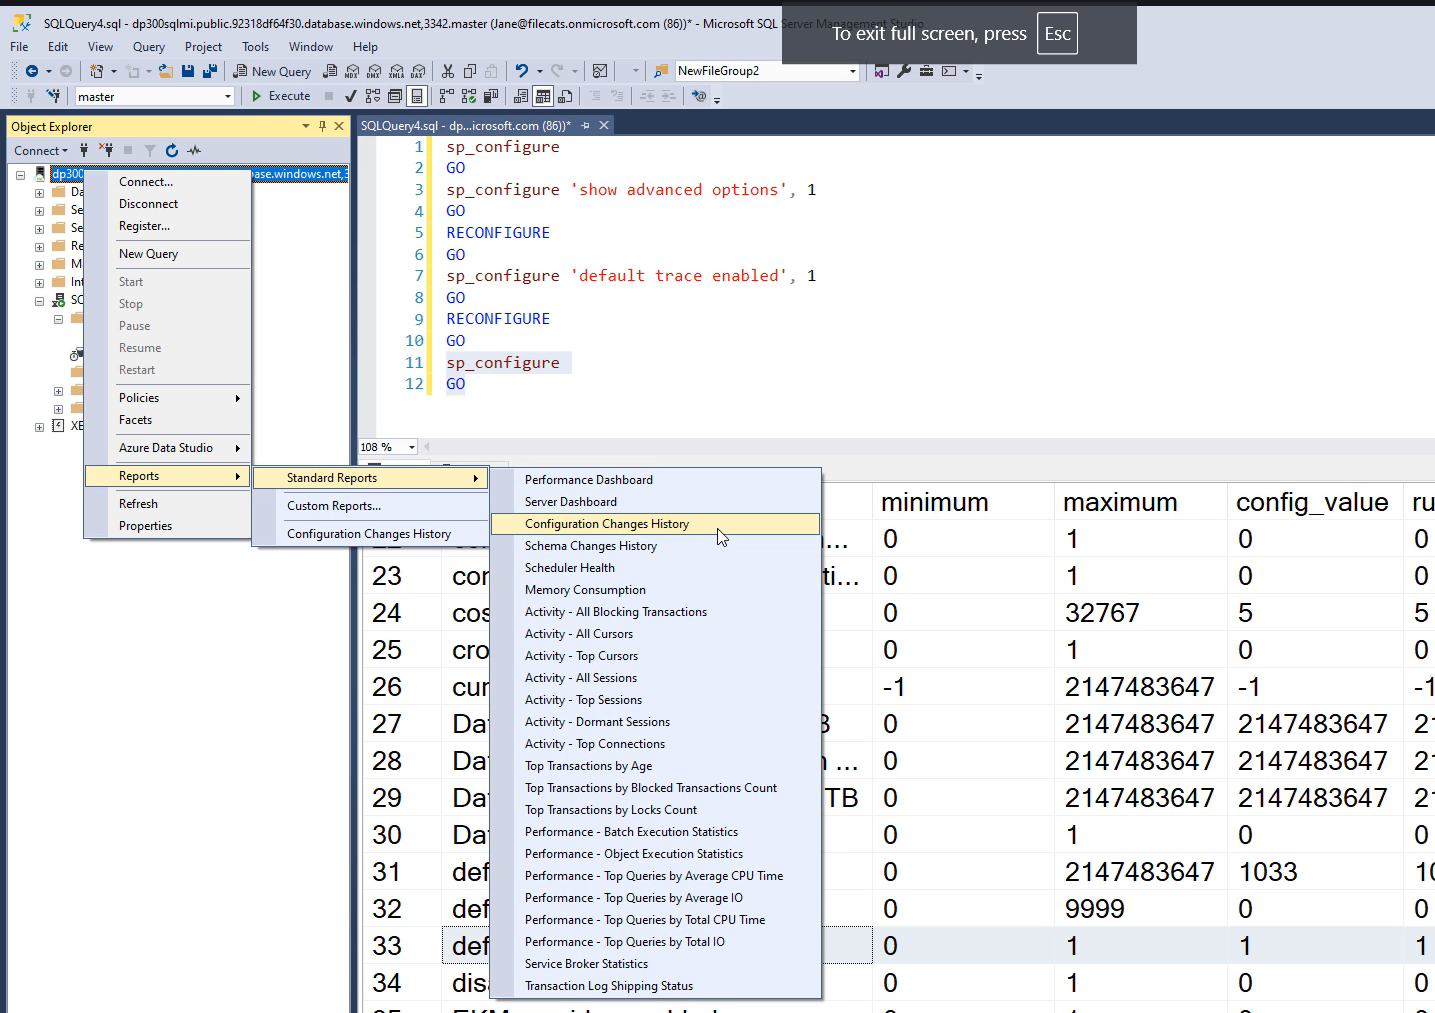 SQLQuery4.sql - dp300sqlmi.public.92318df64f30.database.windows.net,3342.master (Jane@filecats.onmicrosoft.com (86))* - Microsoft SQL Server Management Studio
To exit full screen, press Esc
File Edit View Query Project Tools Window Help
New Query MDX DMX XMLA DAX NewFileGroup2
master Execute
Object Explorer
SQLQuery4.sql - dp...icrosoft.com (86))*
Connect
dp300 base.windows.net,3
Da
Se
Se
Re
M
Int
SC
XE
Connect...
Disconnect
Register...
New Query
Start
Stop
Pause
Resume
Restart
Policies
Facets
Azure Data Studio
Reports
Refresh
Properties
Standard Reports
Custom Reports...
Configuration Changes History
Performance Dashboard
Server Dashboard
Configuration Changes History
Schema Changes History
Scheduler Health
Memory Consumption
Activity - All Blocking Transactions
Activity - All Cursors
Activity - Top Cursors
Activity - All Sessions
Activity - Top Sessions
Activity - Dormant Sessions
Activity - Top Connections
Top Transactions by Age
Top Transactions by Blocked Transactions Count
Top Transactions by Locks Count
Performance - Batch Execution Statistics
Performance - Object Execution Statistics
Performance - Top Queries by Average CPU Time
Performance - Top Queries by Average IO
Performance - Top Queries by Total CPU Time
Performance - Top Queries by Total IO
Service Broker Statistics
Transaction Log Shipping Status
1 sp_configure
2 GO
3 sp_configure 'show advanced options', 1
4 GO
5 RECONFIGURE
6 GO
7 sp_configure 'default trace enabled', 1
8 GO
9 RECONFIGURE
10 GO
11 sp_configure
12 GO
108 %
minimum maximum config_value ru
... 0 1 0 0
23 cor ti... 0 1 0 0
24 cos 0 32767 5 5
25 cro 0 1 0 0
26 cur -1 2147483647 -1 -1
27 Da B 0 2147483647 2147483647 21
28 Da ... 0 2147483647 2147483647 21
29 Da TB 0 2147483647 2147483647 21
30 Da 0 1 0 0
31 def 0 2147483647 1033 10
32 def 0 9999 0 0
33 def 0 1 1 1
34 disa 0 1 0 0